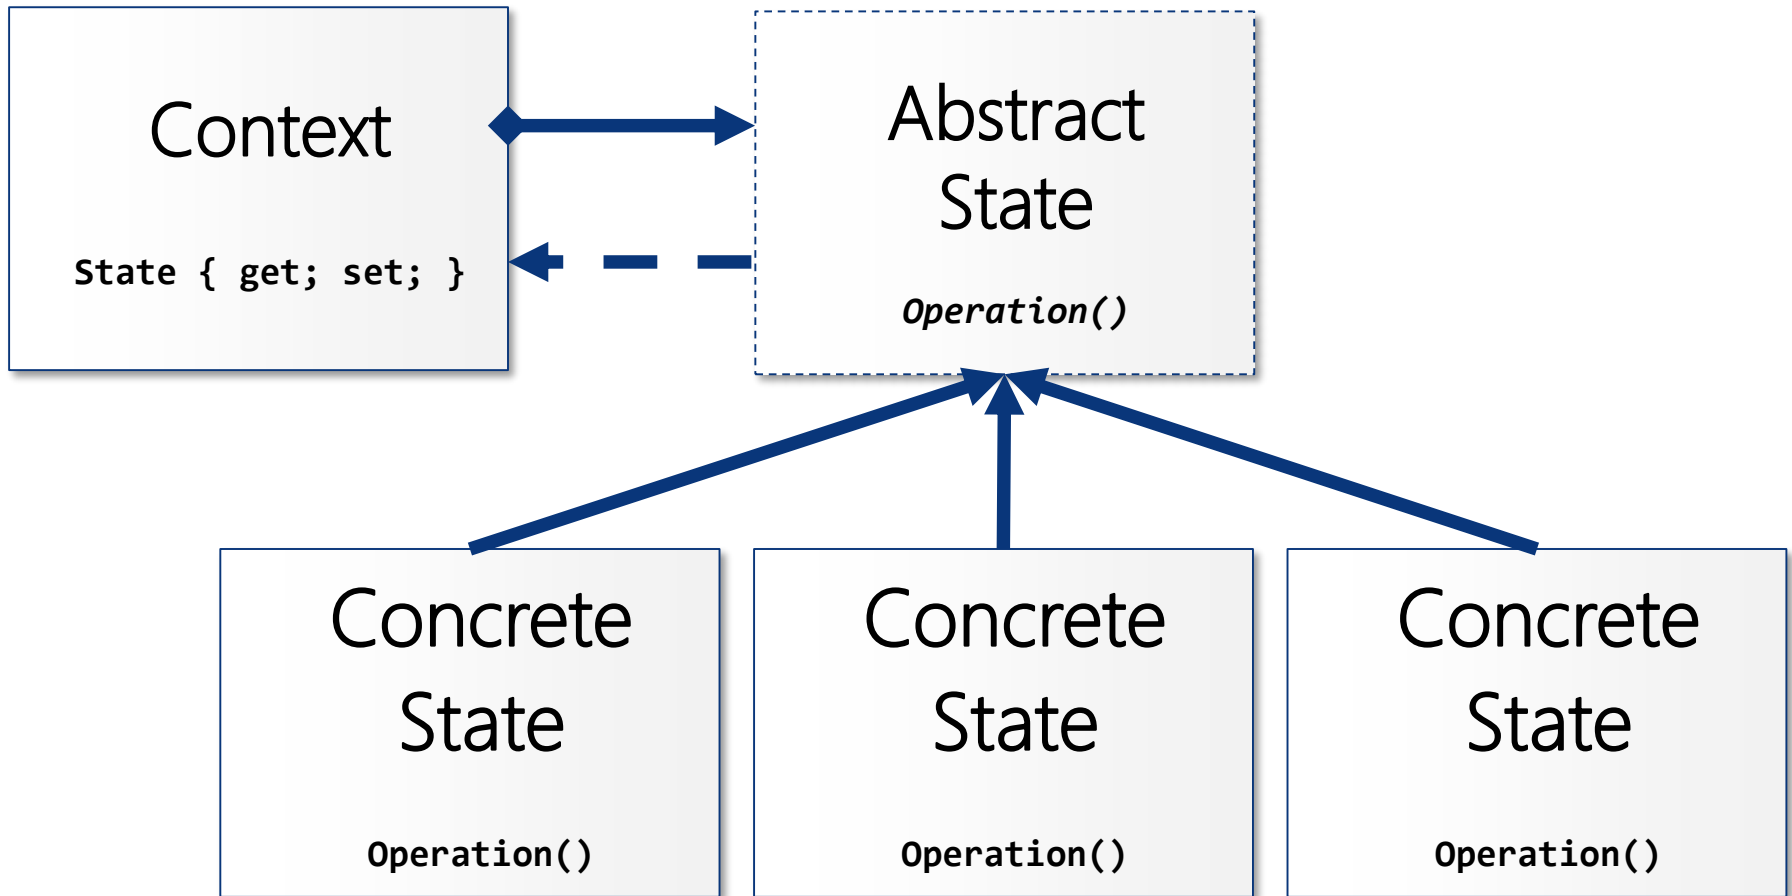 Context
State { get; set; }
Abstract
State
Operation()
Concrete
State
Operation()
Concrete
State
Operation()
Concrete
State
Operation()